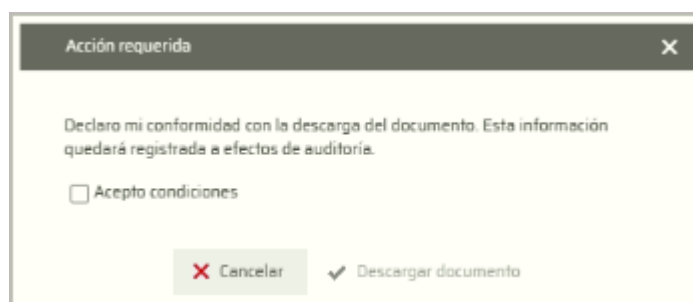 Acción requerida
Declaro mi conformidad con la descarga del documento. Esta información
quedará registrada a efectos de auditoría.
Acepto condiciones
Cancelar
Descargar documento